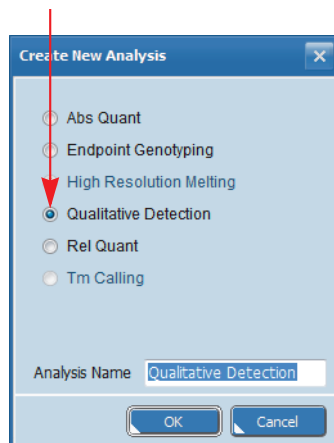 Create New Analysis
Abs Quant
Endpoint Genotyping
High Resolution Melting
Qualitative Detection
Rel Quant
Tm Calling
Analysis Name Qualitative Detection
OK Cancel